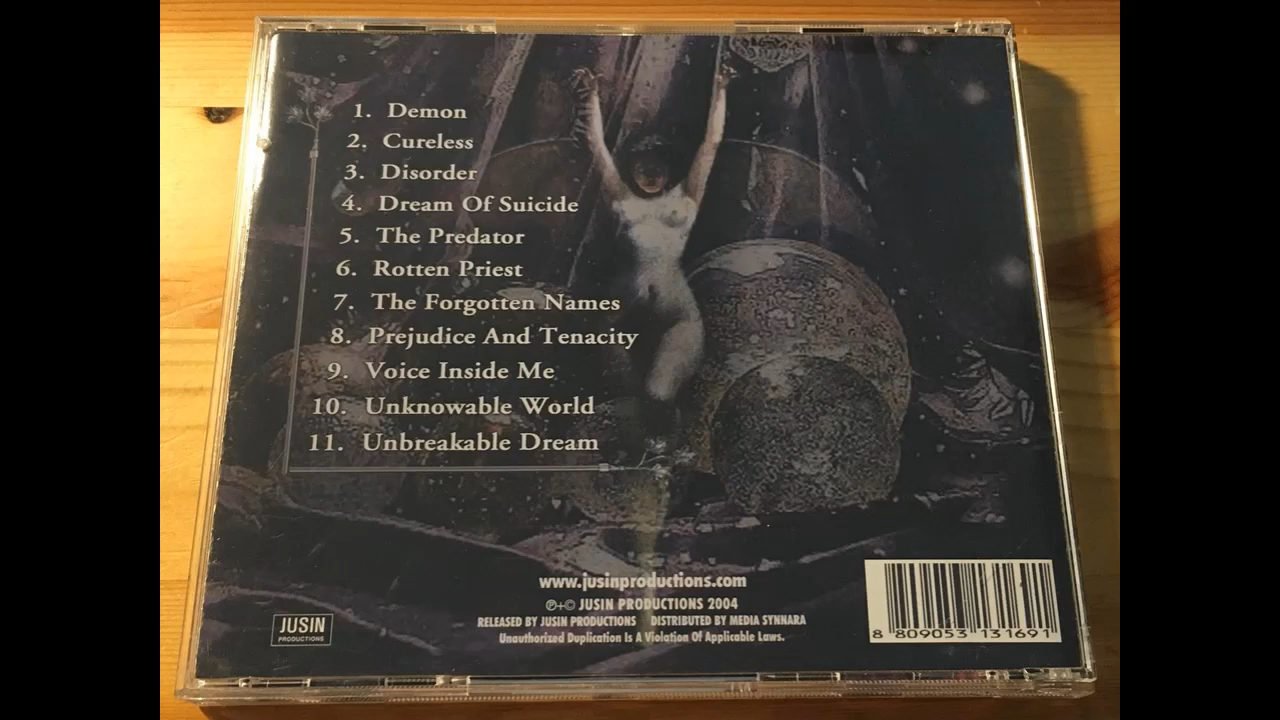 1. Demon
2. Cureless
3. Disorder
4. Dream Of Suicide
5. The Predator
6. Rotten Priest
7. The Forgotten Names
8. Prejudice And Tenacity
9. Voice Inside Me
10. Unknowable World
11. Unbreakable Dream
www.jusinproductions.com
℗+© JUSIN PRODUCTIONS 2004
RELEASED BY JUSIN PRODUCTIONS DISTRIBUTED BY MEDIA SYNNARA
Unauthorized Duplication Is A Violation Of Applicable Laws.
JUSIN
PRODUCTIONS
8 809053 131691